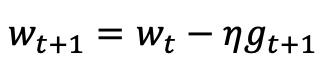 w_{t+1} = w_t − ηg_{t+1}